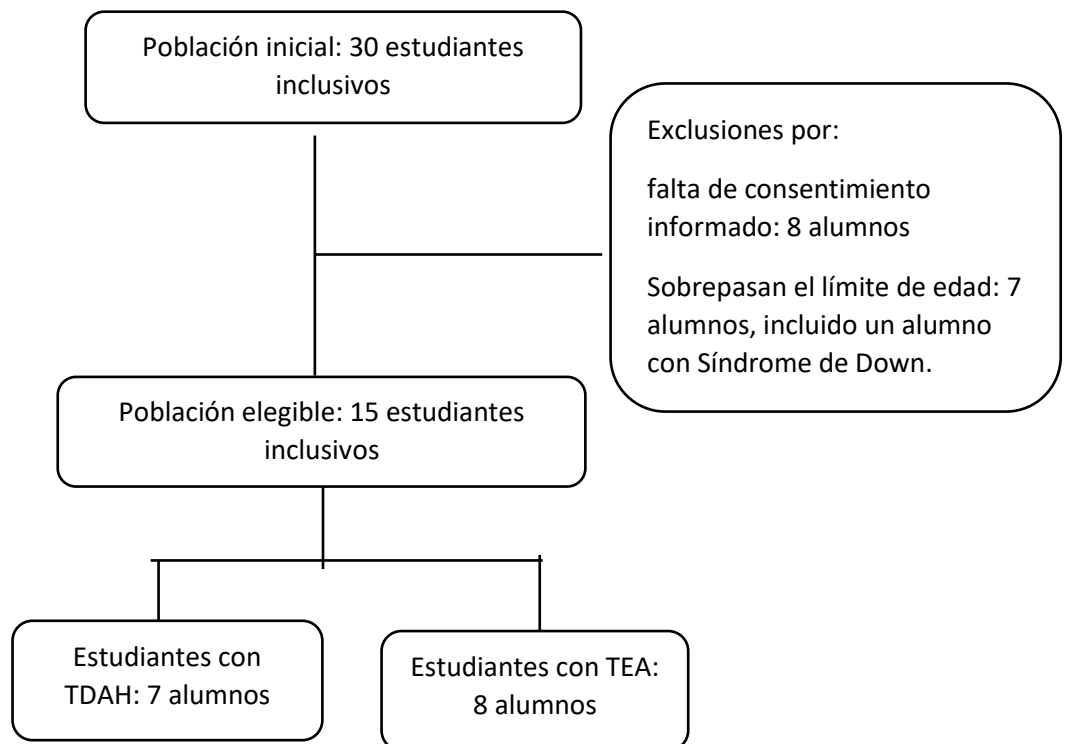 Población inicial: 30 estudiantes
inclusivos
Exclusiones por:
falta de consentimiento
informado: 8 alumnos
Sobrepasan el límite de edad: 7
alumnos, incluido un alumno
con Síndrome de Down.
Población elegible: 15 estudiantes
inclusivos
Estudiantes con
TDAH: 7 alumnos
Estudiantes con TEA:
8 alumnos